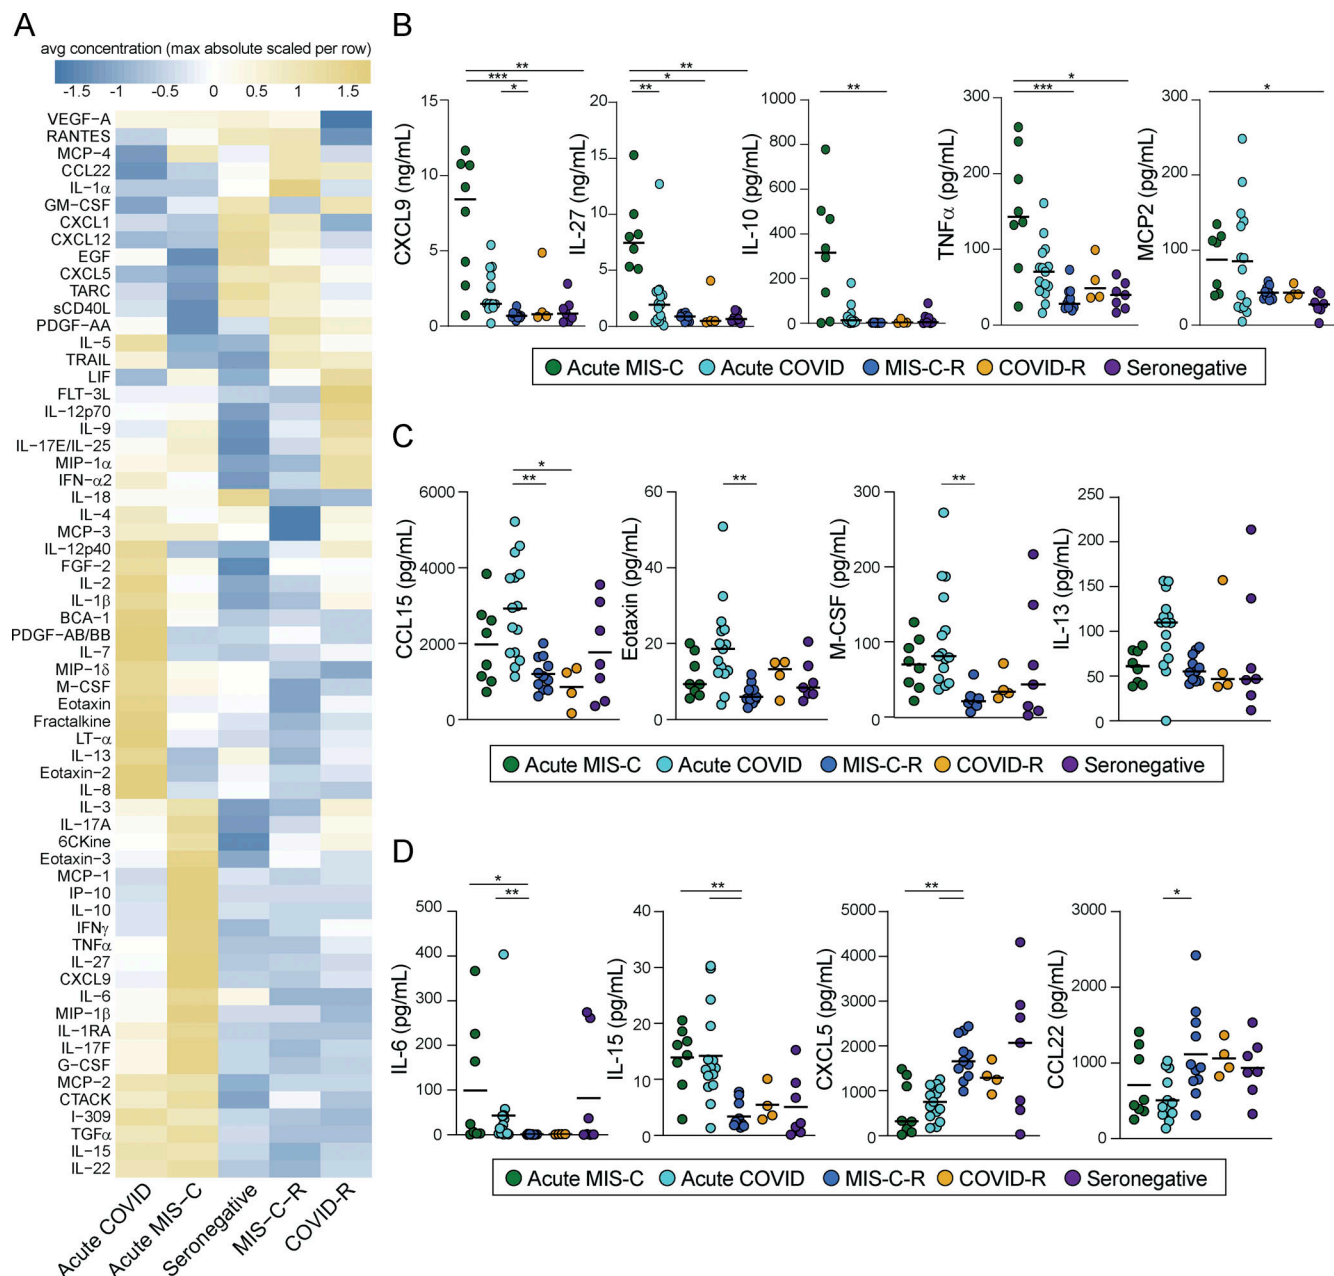 A
avg concentration (max absolute scaled per row)
-1.5 -1 -0.5 0 0.5 1 1.5
VEGF-A
RANTES
MCP-4
CCL22
IL-1α
GM-CSF
CXCL1
CXCL12
EGF
CXCL5
TARC
sCD40L
PDGF-AA
IL-5
TRAIL
LIF
FLT-3L
IL-12p70
IL-9
IL-17E/IL-25
MIP-1α
IFN-α2
IL-18
IL-4
MCP-3
IL-12p40
FGF-2
IL-2
IL-1β
BCA-1
PDGF-AB/BB
IL-7
MIP-1δ
M-CSF
Eotaxin
Fractalkine
LT-α
IL-13
Eotaxin-2
IL-8
IL-3
IL-17A
6CKine
Eotaxin-3
MCP-1
IP-10
IL-10
IFNγ
TNFα
IL-27
CXCL9
IL-6
MIP-1β
IL-1RA
IL-17F
G-CSF
MCP-2
CTACK
I-309
TGFα
IL-15
IL-22
Acute COVID
Acute MIS-C
Seronegative
MIS-C-R
COVID-R
B
CXCL9 (ng/mL)
15
10
5
0
**
***
*
IL-27 (ng/mL)
20
15
10
5
0
**
*
**
IL-10 (pg/mL)
1000
800
600
400
200
0
**
TNFα (pg/mL)
300
200
100
0
*
***
MCP2 (pg/mL)
300
200
100
0
*
Acute MIS-C Acute COVID MIS-C-R COVID-R Seronegative
C
CCL15 (pg/mL)
6000
4000
2000
0
*
**
Eotaxin (pg/mL)
60
40
20
0
**
M-CSF (pg/mL)
300
200
100
0
**
IL-13 (pg/mL)
250
200
150
100
50
0
Acute MIS-C Acute COVID MIS-C-R COVID-R Seronegative
D
IL-6 (pg/mL)
500
400
300
200
100
0
*
**
IL-15 (pg/mL)
40
30
20
10
0
**
CXCL5 (pg/mL)
5000
4000
3000
2000
1000
0
**
CCL22 (pg/mL)
3000
2000
1000
0
*
Acute MIS-C Acute COVID MIS-C-R COVID-R Seronegative